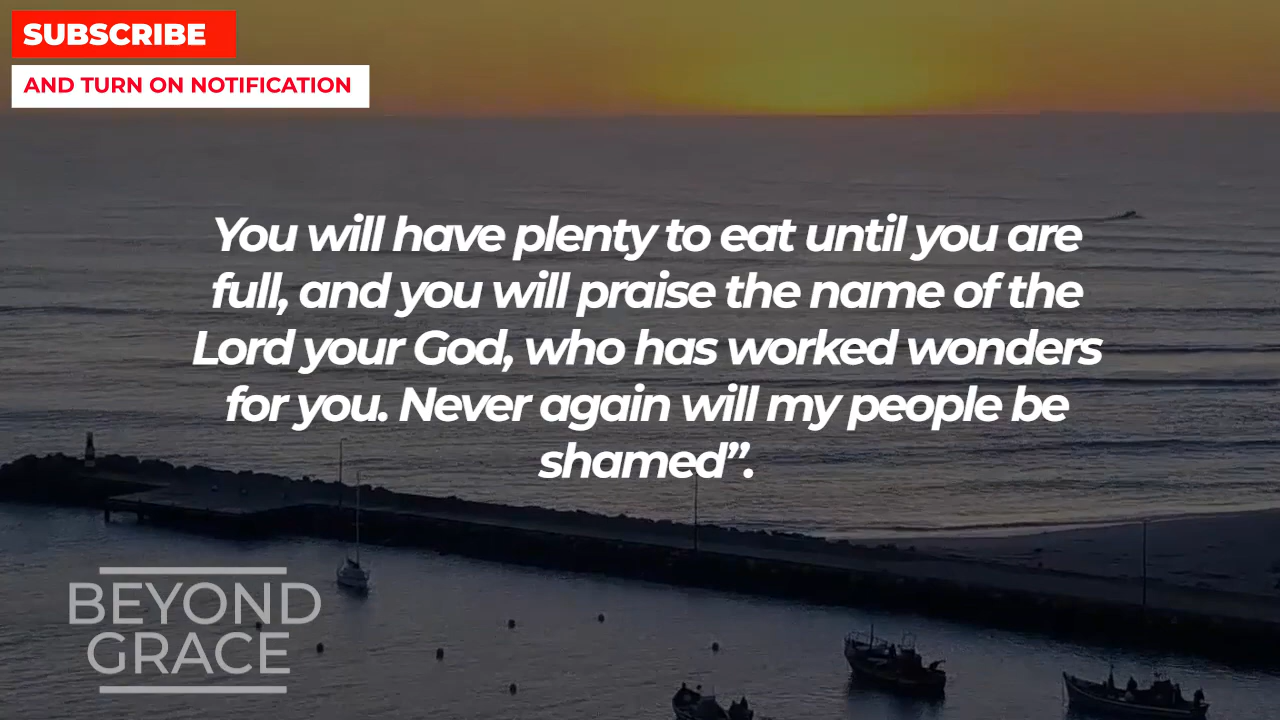 SUBSCRIBE
AND TURN ON NOTIFICATION
You will have plenty to eat until you are
full, and you will praise the name of the
Lord your God, who has worked wonders
for you. Never again will my people be
shamed”.
BEYOND
GRACE